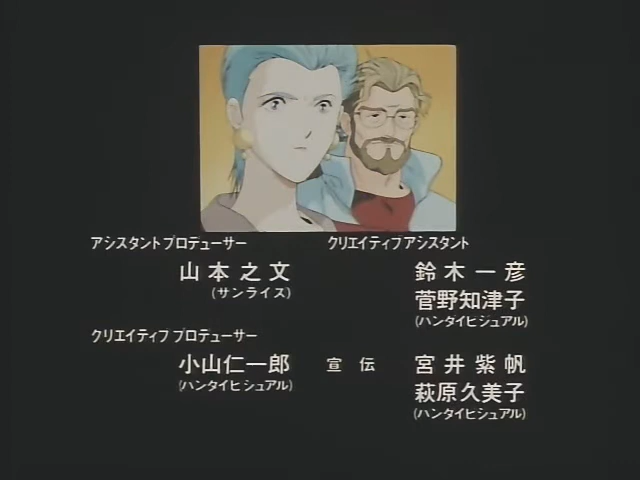 アシスタントプロデューサー
山本之文
(サンライズ)
クリエイティブアシスタント
鈴木一彦
菅野知津子
(バンダイビジュアル)
クリエイティブプロデューサー
小山仁一郎
(バンダイビジュアル)
宣伝
宮井紫帆
萩原久美子
(バンダイビジュアル)